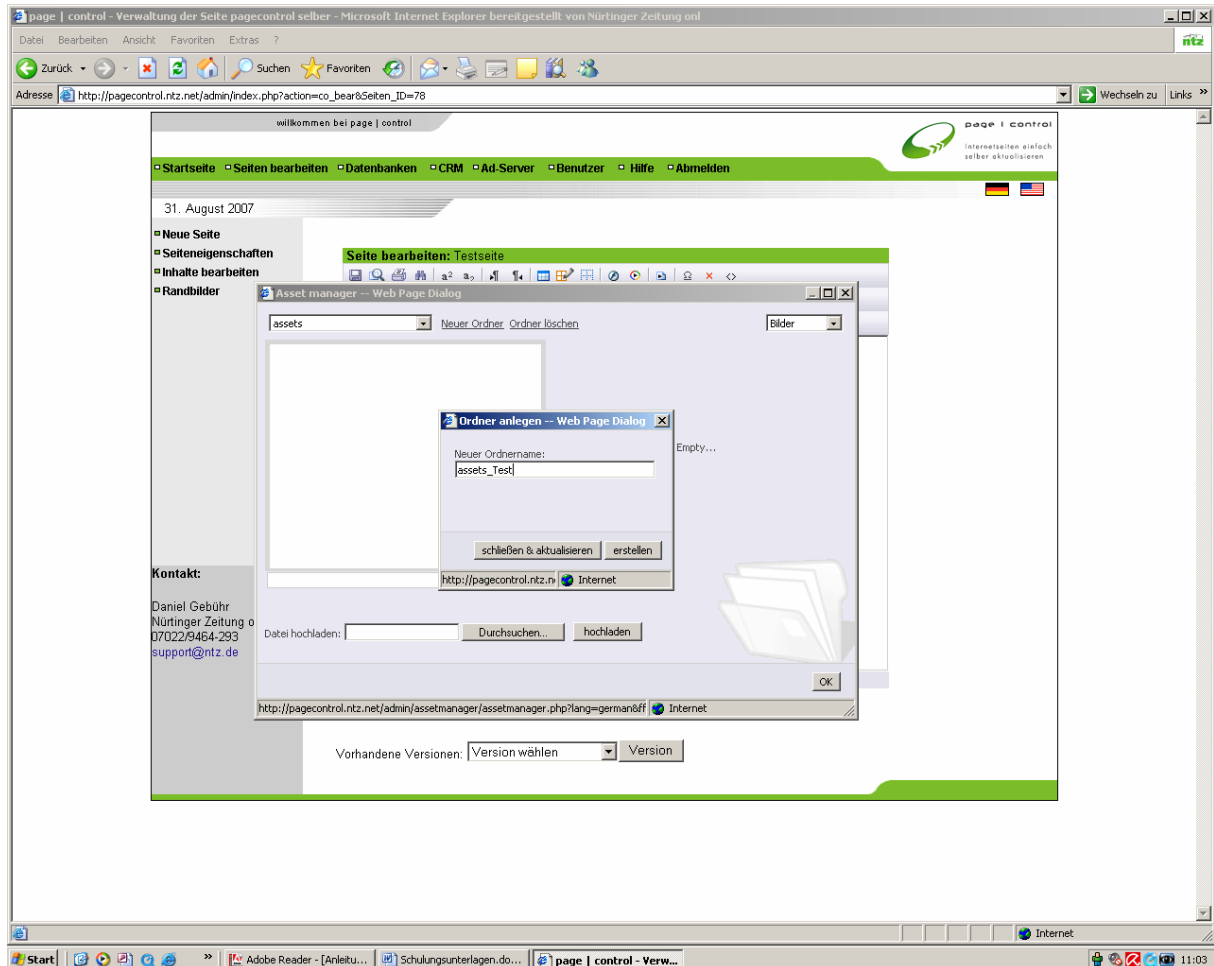 page | control - Verwaltung der Seite pagecontrol selber - Microsoft Internet Explorer bereitgestellt von Nürtinger Zeitung onl
Datei Bearbeiten Ansicht Favoriten Extras ?
ntz
Zurück Suchen Favoriten
Adresse http://pagecontrol.ntz.net/admin/index.php?action=co_bear&Seiten_ID=78 Wechseln zu Links »
willkommen bei page | control
page | control
Internetseiten einfach
selber aktualisieren
Startseite Seiten bearbeiten Datenbanken CRM Ad-Server Benutzer Hilfe Abmelden
31. August 2007
Neue Seite
Seiteneigenschaften
Inhalte bearbeiten
Randbilder
Seite bearbeiten: Testseite
Asset manager -- Web Page Dialog
assets Neuer Ordner Ordner löschen Bilder
Ordner anlegen -- Web Page Dialog
Empty...
Neuer Ordnername:
assets_Test
schließen & aktualisieren erstellen
http://pagecontrol.ntz.n Internet
Datei hochladen: Durchsuchen... hochladen
OK
http://pagecontrol.ntz.net/admin/assetmanager/assetmanager.php?lang=german&ff Internet
Kontakt:
Daniel Gebühr
Nürtinger Zeitung o
07022/9464-293
support@ntz.de
Vorhandene Versionen: Version wählen Version
Internet
Start » Adobe Reader - [Anleitu... Schulungsunterlagen.do... page | control - Verw... 11:03